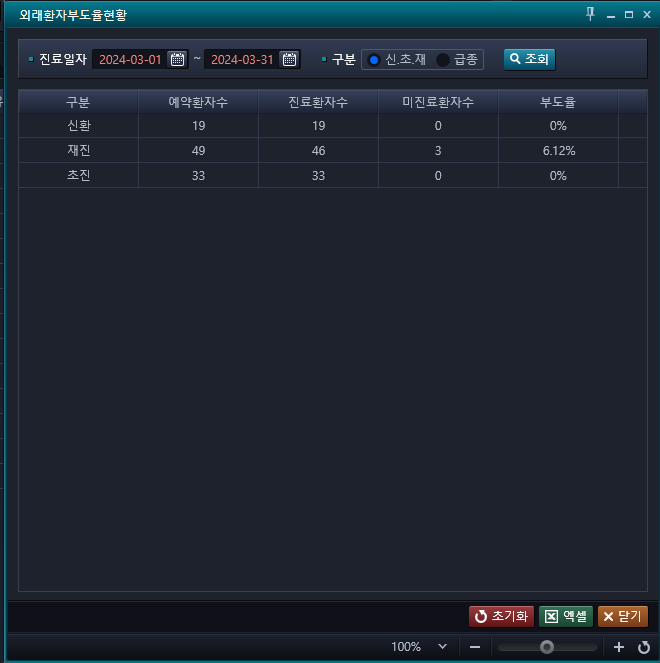 외래환자부도율현황
진료일자 2024-03-01 ~ 2024-03-31 구분 신.초.재 급종 조회
구분 예약환자수 진료환자수 미진료환자수 부도율
신환 19 19 0 0%
재진 49 46 3 6.12%
초진 33 33 0 0%
초기화 엑셀 닫기
100%